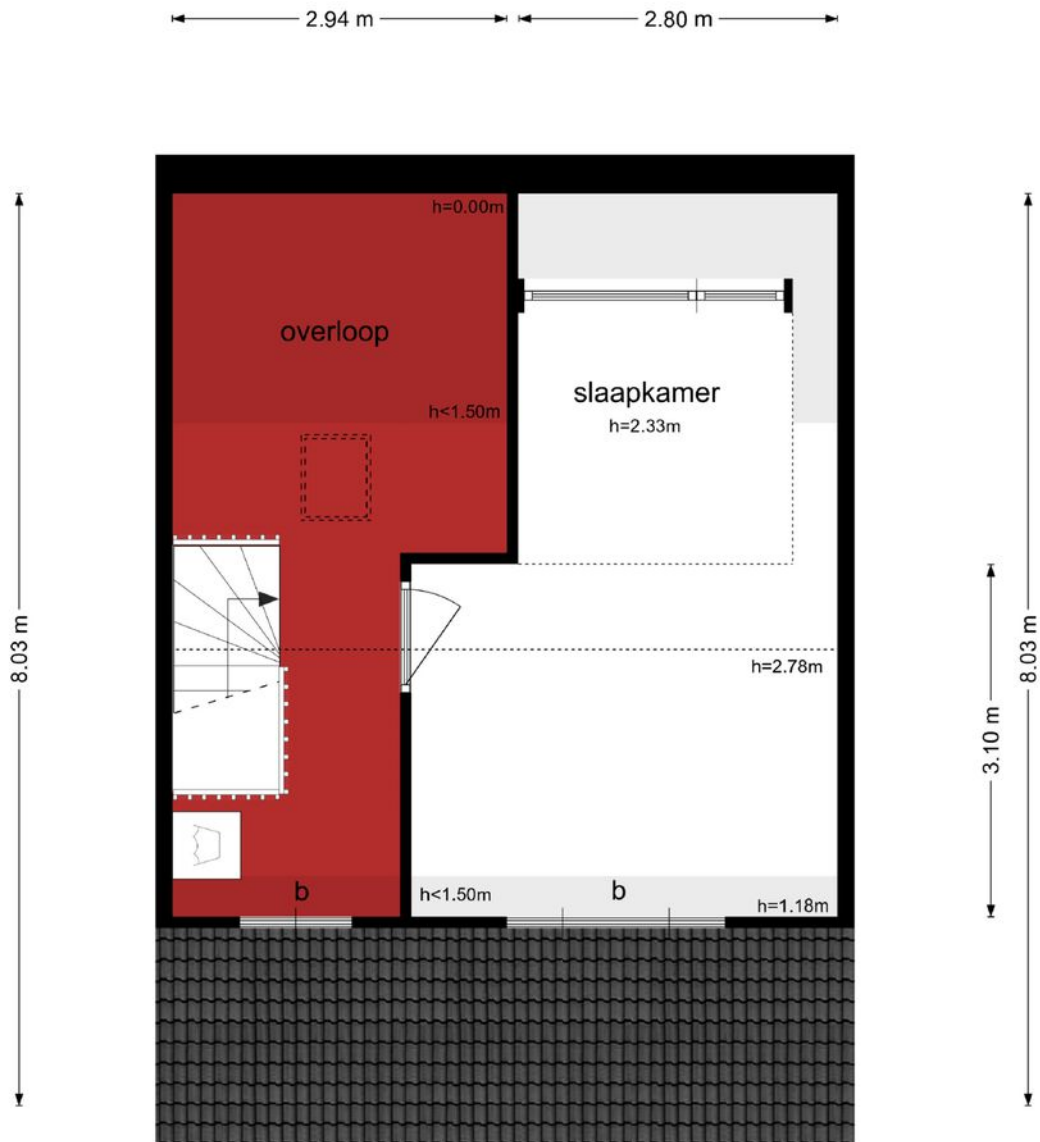 2.94 m
2.80 m
h=0.00m
overloop
h<1.50m
slaapkamer
h=2.33m
8.03 m
8.03 m
h=2.78m
3.10 m
b
h<1.50m
b
h=1.18m